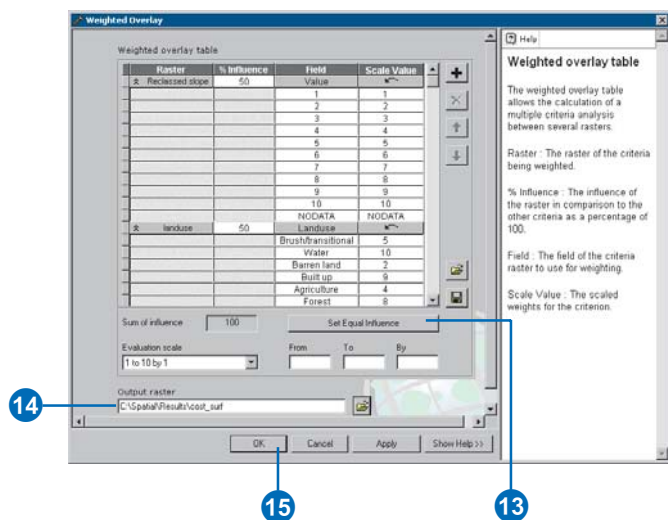 Weighted Overlay
Weighted overlay table
Raster % Influence Field Scale Value
Reclassed slope 50 Value
1 1
2 2
3 3
4 4
5 5
6 6
7 7
8 8
9 9
10 10
NODATA NODATA
landuse 50 Landuse
Brush/transitional 5
Water 10
Barren land 2
Built up 9
Agriculture 4
Forest 8
Sum of influence 100 Set Equal Influence
Evaluation scale From To By
1 to 10 by 1
Output raster
C:\Spatial\Results\cost_surf
OK Cancel Apply Show Help >>
Help
Weighted overlay table
The weighted overlay table
allows the calculation of a
multiple criteria analysis
between several rasters.
Raster : The raster of the criteria
being weighted.
% Influence : The influence of
the raster in comparison to the
other criteria as a percentage of
100.
Field : The field of the criteria
raster to use for weighting.
Scale Value : The scaled
weights for the criterion.
14
15
13